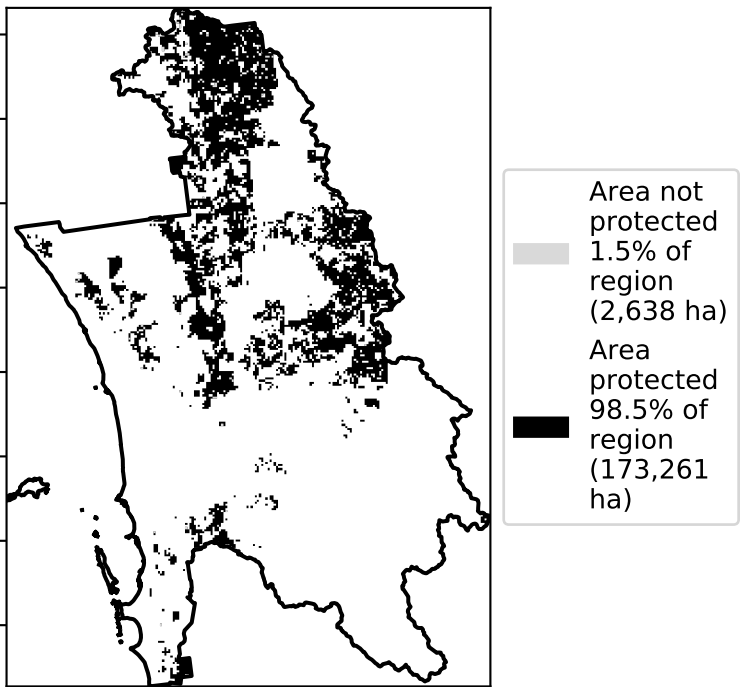 Area not
protected
1.5% of
region
(2,638 ha)
Area
protected
98.5% of
region
(173,261
ha)